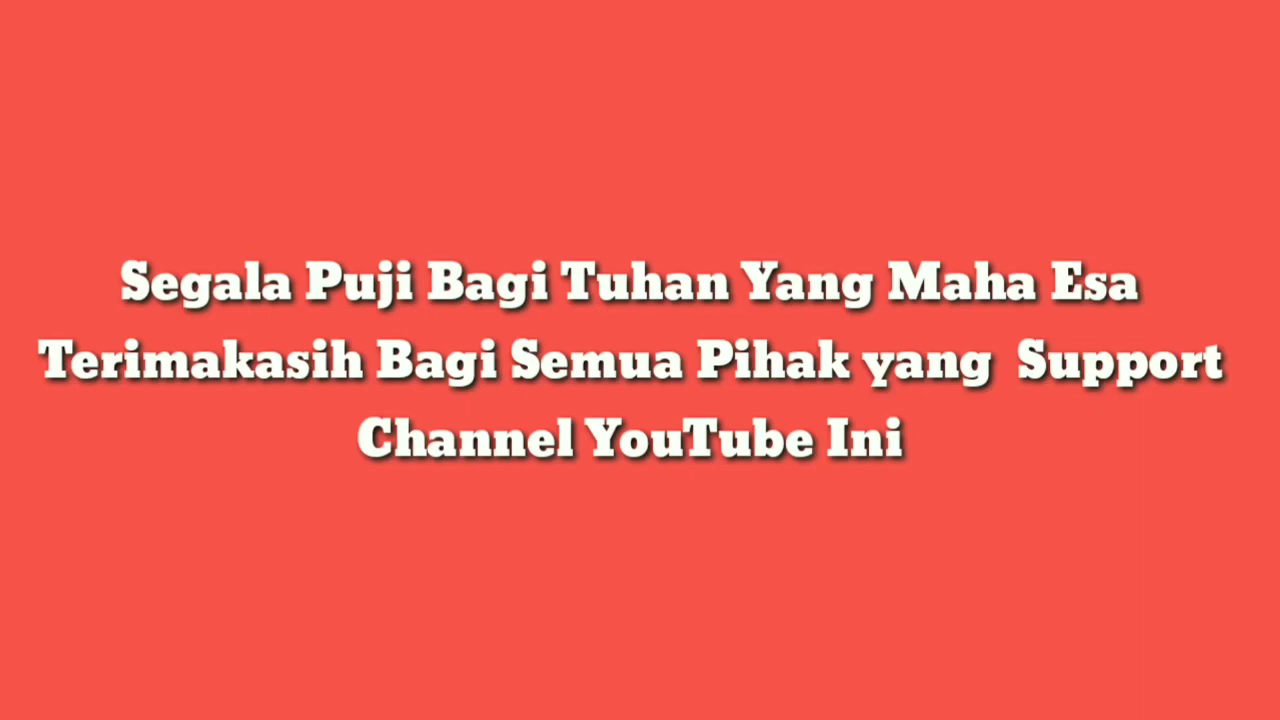 Segala Puji Bagi Tuhan Yang Maha Esa
Terimakasih Bagi Semua Pihak yang  Support
Channel YouTube Ini